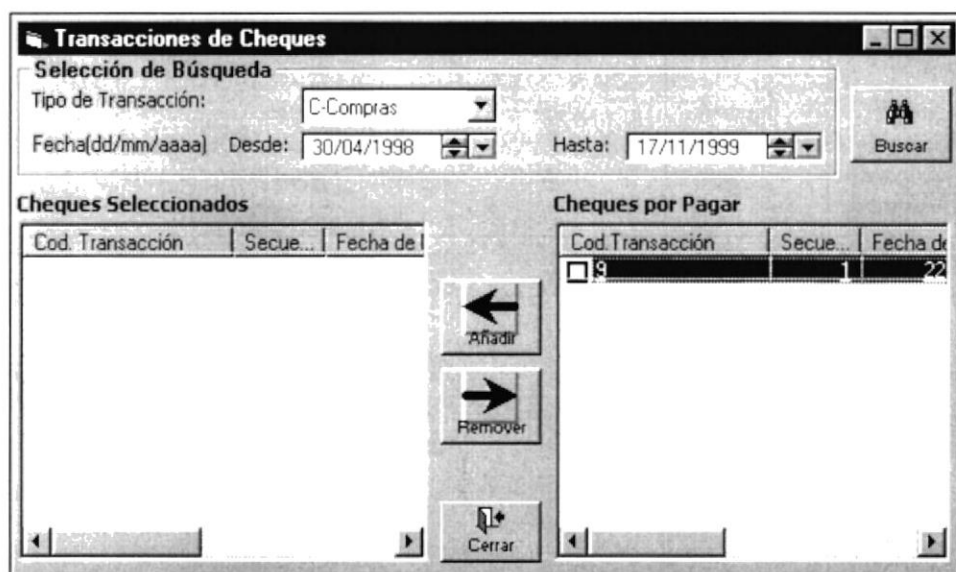 Transacciones de Cheques
Selección de Búsqueda
Tipo de Transacción: C-Compras
Fecha(dd/mm/aaaa) Desde: 30/04/1998 Hasta: 17/11/1999
Buscar
Cheques Seleccionados
Cod. Transacción Secue... Fecha de
Cheques por Pagar
Cod.Transacción Secue... Fecha de
9 1 22
Añadir
Remover
Cerrar